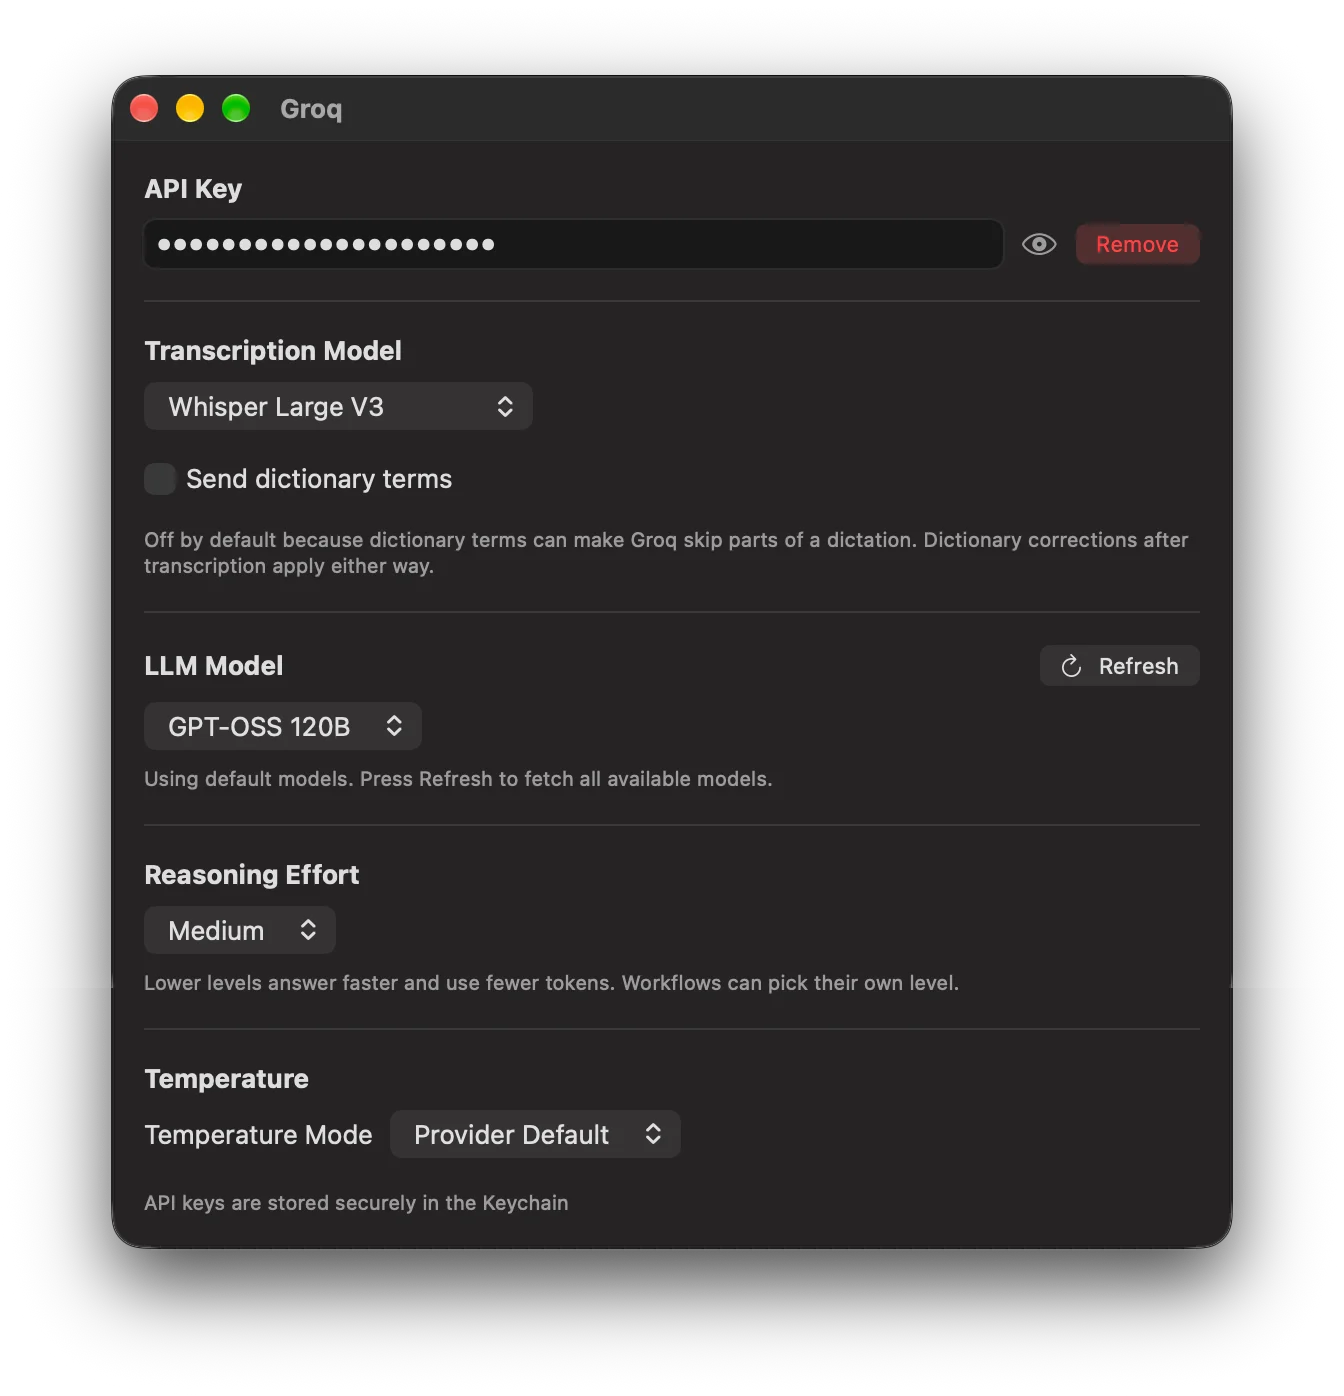 Groq
API Key
●●●●●●●●●●●●●●●●●●●●●
Remove
Transcription Model
Whisper Large V3
Send dictionary terms
Off by default because dictionary terms can make Groq skip parts of a dictation. Dictionary corrections after
transcription apply either way.
LLM Model
Refresh
GPT-OSS 120B
Using default models. Press Refresh to fetch all available models.
Reasoning Effort
Medium
Lower levels answer faster and use fewer tokens. Workflows can pick their own level.
Temperature
Temperature Mode Provider Default
API keys are stored securely in the Keychain